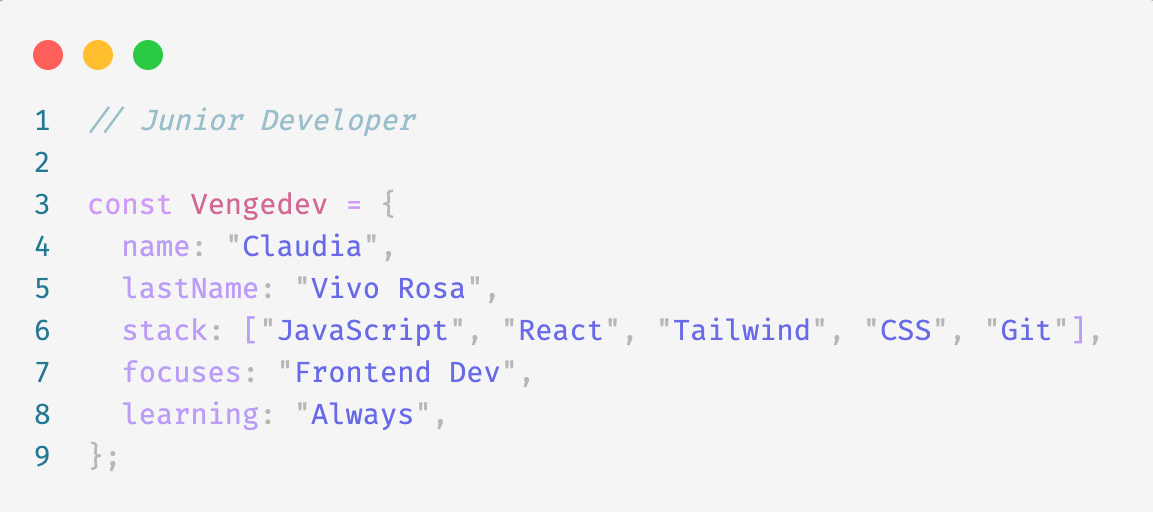 1 // Junior Developer
2
3 const Vengedev = {
4   name: "Claudia",
5   lastName: "Vivo Rosa",
6   stack: ["JavaScript", "React", "Tailwind", "CSS", "Git"],
7   focuses: "Frontend Dev",
8   learning: "Always",
9 };